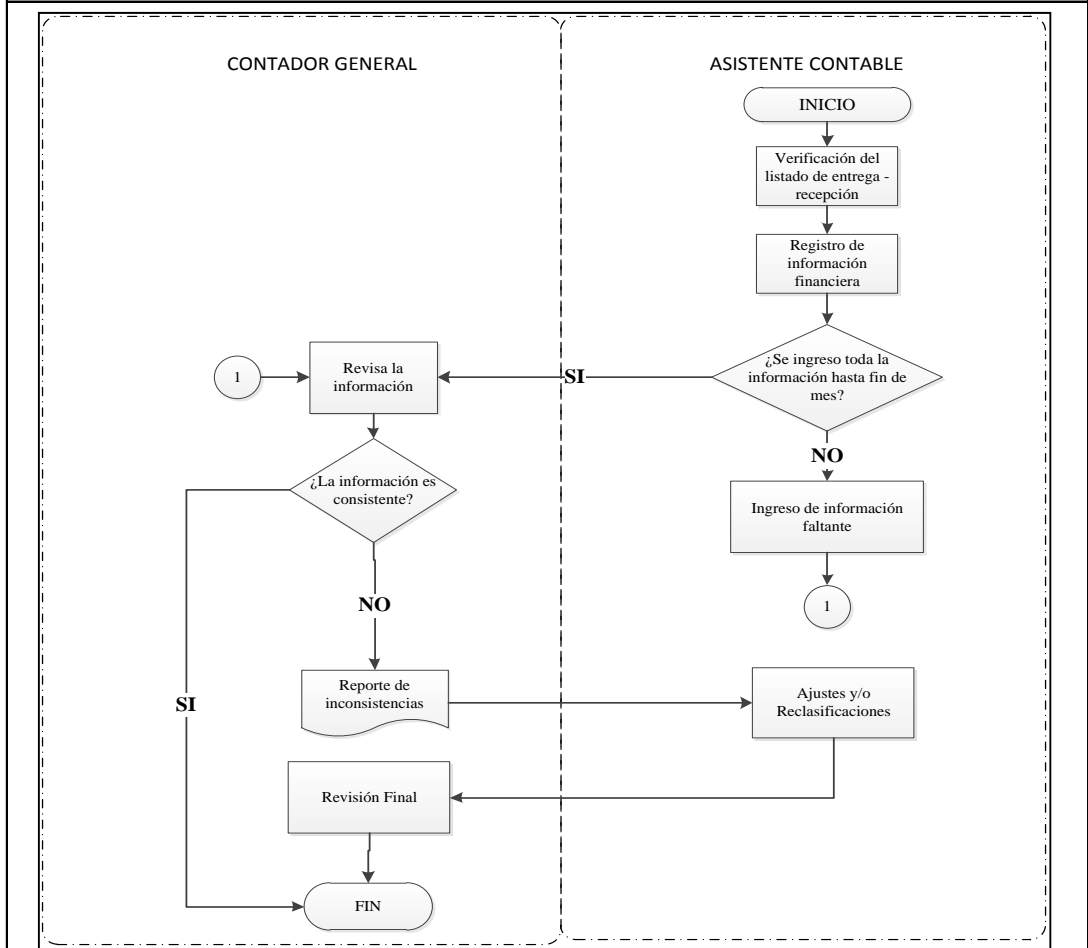 CONTADOR GENERAL
ASISTENTE CONTABLE
INICIO
Verificación del
listado de entrega -
recepción
Registro de
información
financiera
¿Se ingreso toda la
información hasta fin de
mes?
SI
NO
Ingreso de información
faltante
1
1
Revisa la
información
¿La información es
consistente?
NO
SI
Reporte de
inconsistencias
Ajustes y/o
Reclasificaciones
Revisión Final
FIN